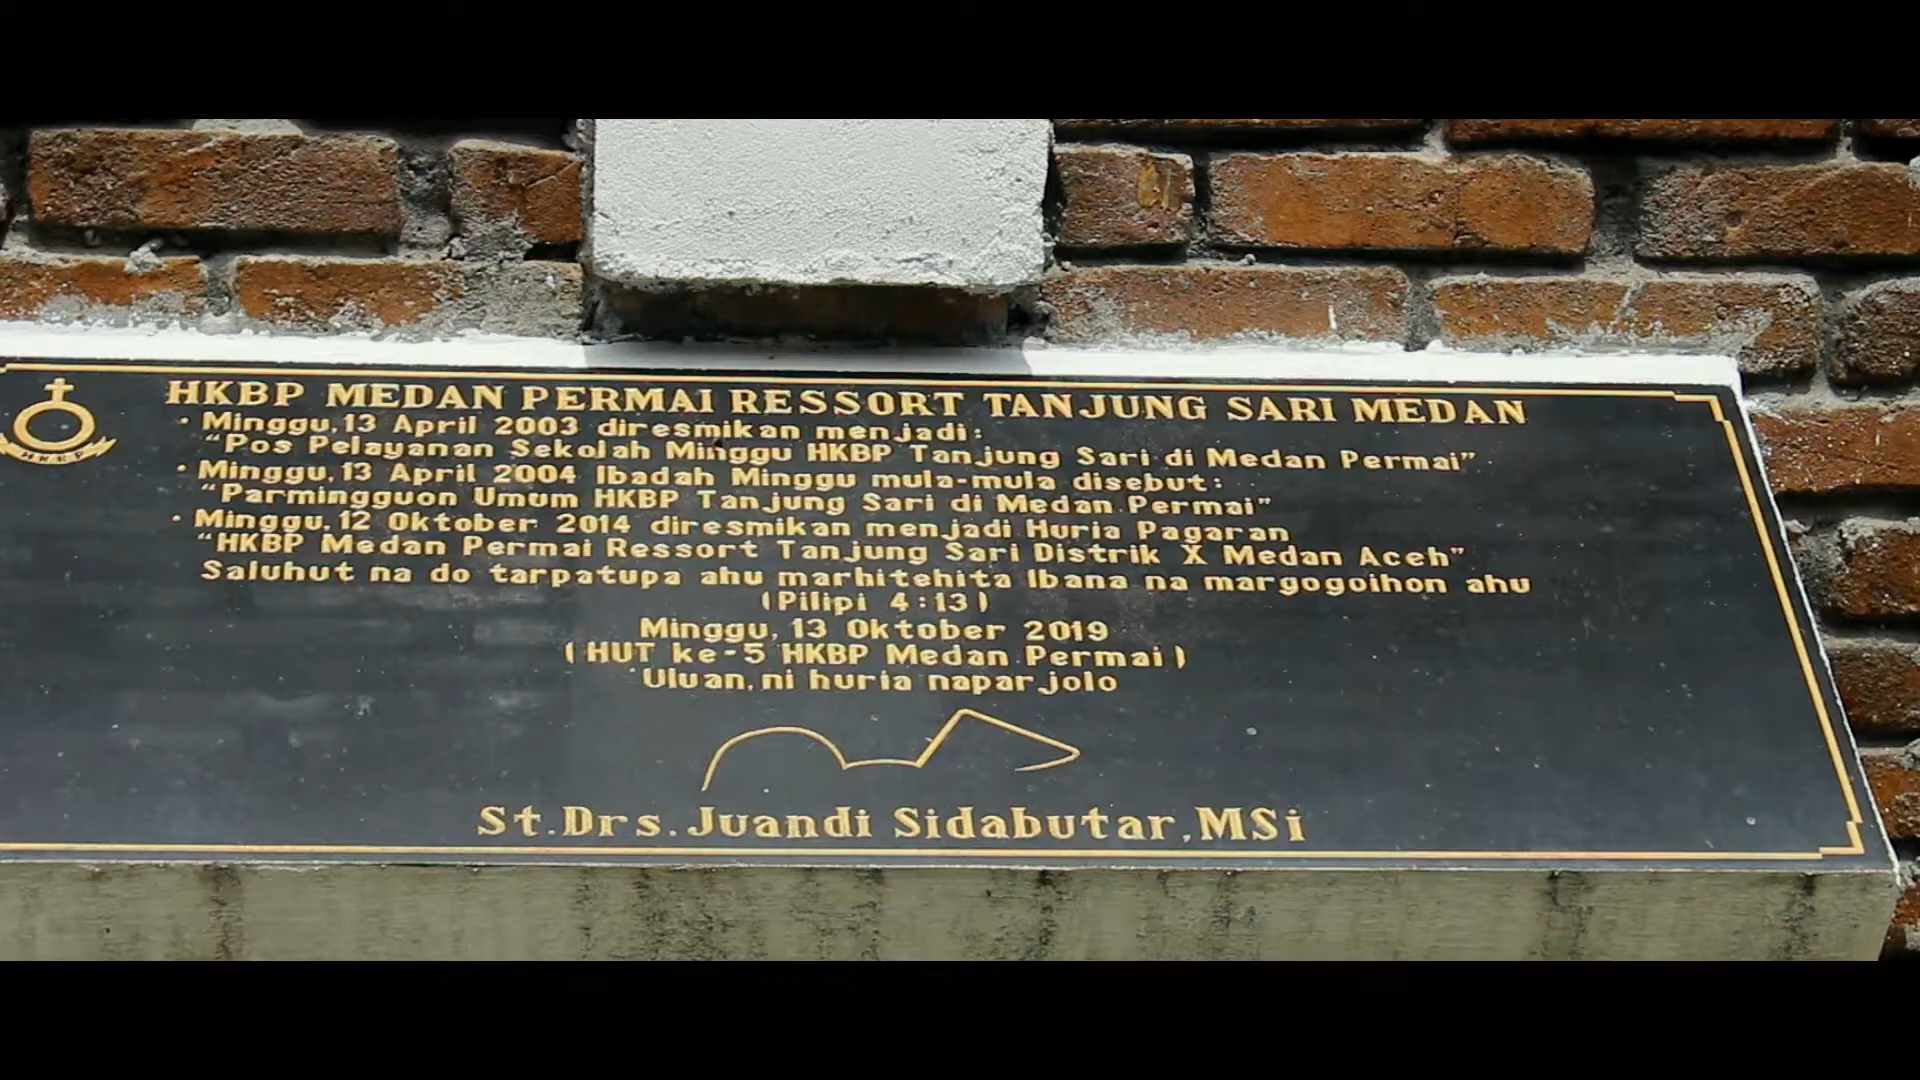 HKBP MEDAN PERMAI RESSORT TANJUNG SARI MEDAN
• Minggu, 13 April 2003 diresmikan menjadi:
“Pos Pelayanan Sekolah Minggu HKBP Tanjung Sari di Medan Permai”
• Minggu, 13 April 2004 Ibadah Minggu mula-mula disebut:
“Parmingguon Umum HKBP Tanjung Sari di Medan Permai”
• Minggu, 12 Oktober 2014 diresmikan menjadi Huria Pagaran
“HKBP Medan Permai Ressort Tanjung Sari Distrik X Medan Aceh”
Saluhut na do tarpatupa ahu marhitehita Ibana na margogoihon ahu
(Pilipi 4:13)
Minggu, 13 Oktober 2019
(HUT ke-5 HKBP Medan Permai)
Uluan, ni huria naparjolo
St.Drs.Juandi Sidabutar,MSi
HKBP